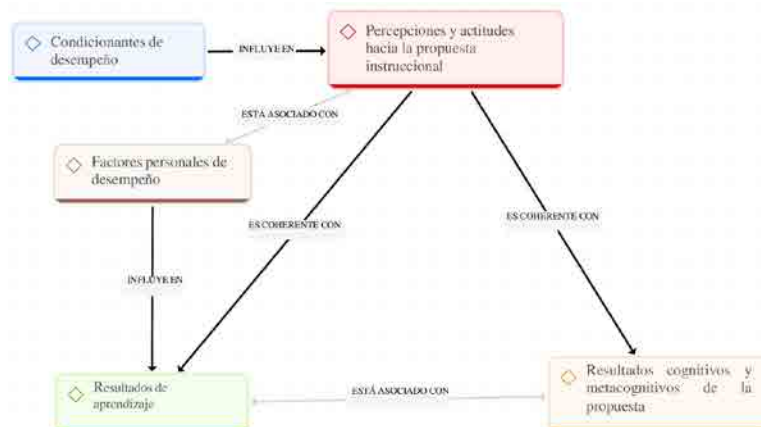 Condicionantes de
desempeño
INFLUYE EN
Percepciones y actitudes
hacia la propuesta
instruccional
ESTÁ ASOCIADO CON
Factores personales de
desempeño
ES COHERENTE CON
ES COHERENTE CON
INFLUYE EN
Resultados de
aprendizaje
ESTÁ ASOCIADO CON
Resultados cognitivos y
metacognitivos de la
propuesta